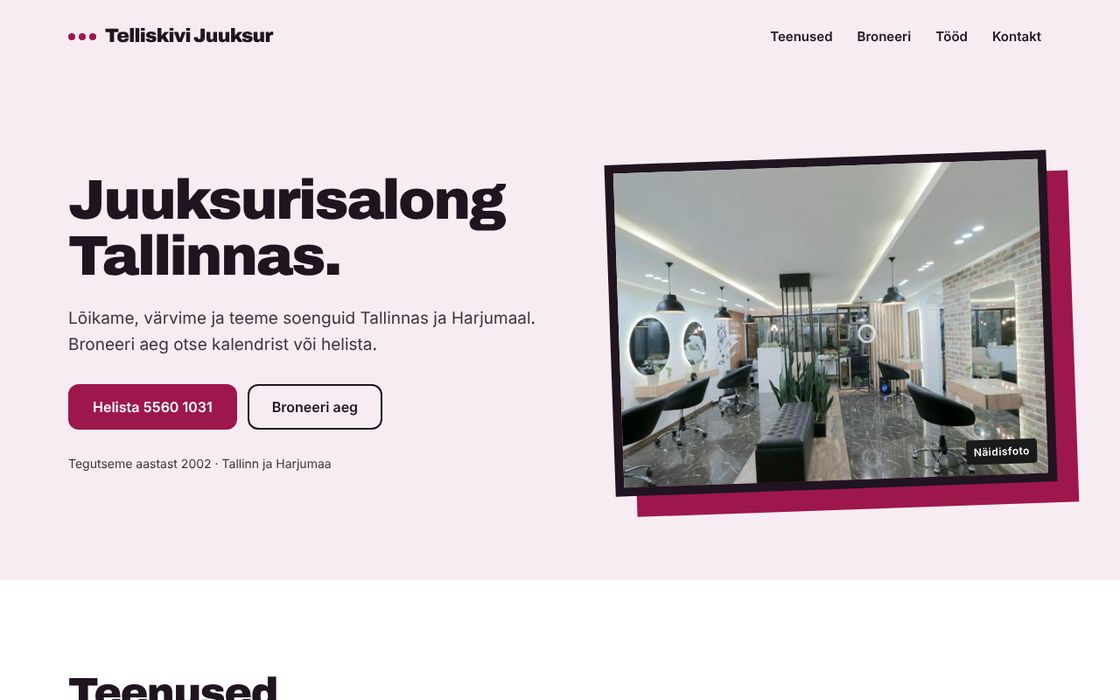 Telliskivi Juuksur
Teenused
Broneeri
Tööd
Kontakt
Juuksurisalong
Tallinnas.
Lõikame, värvime ja teeme soenguid Tallinnas ja Harjumaal.
Broneeri aeg otse kalendrist või helista.
Helista 5560 1031
Broneeri aeg
Tegutseme aastast 2002 · Tallinn ja Harjumaa
Näidisfoto
Teenused